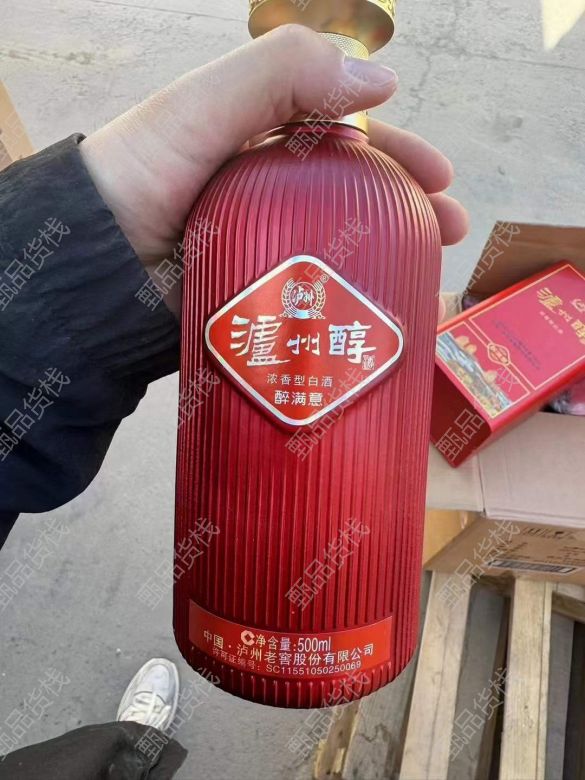 泸州
®
瀘州醇
浓香型白酒
醉满意
净含量:500ml
中国·泸州老窖股份有限公司
许可证编号:SC11551050250069
瀘州醇
甄品货栈